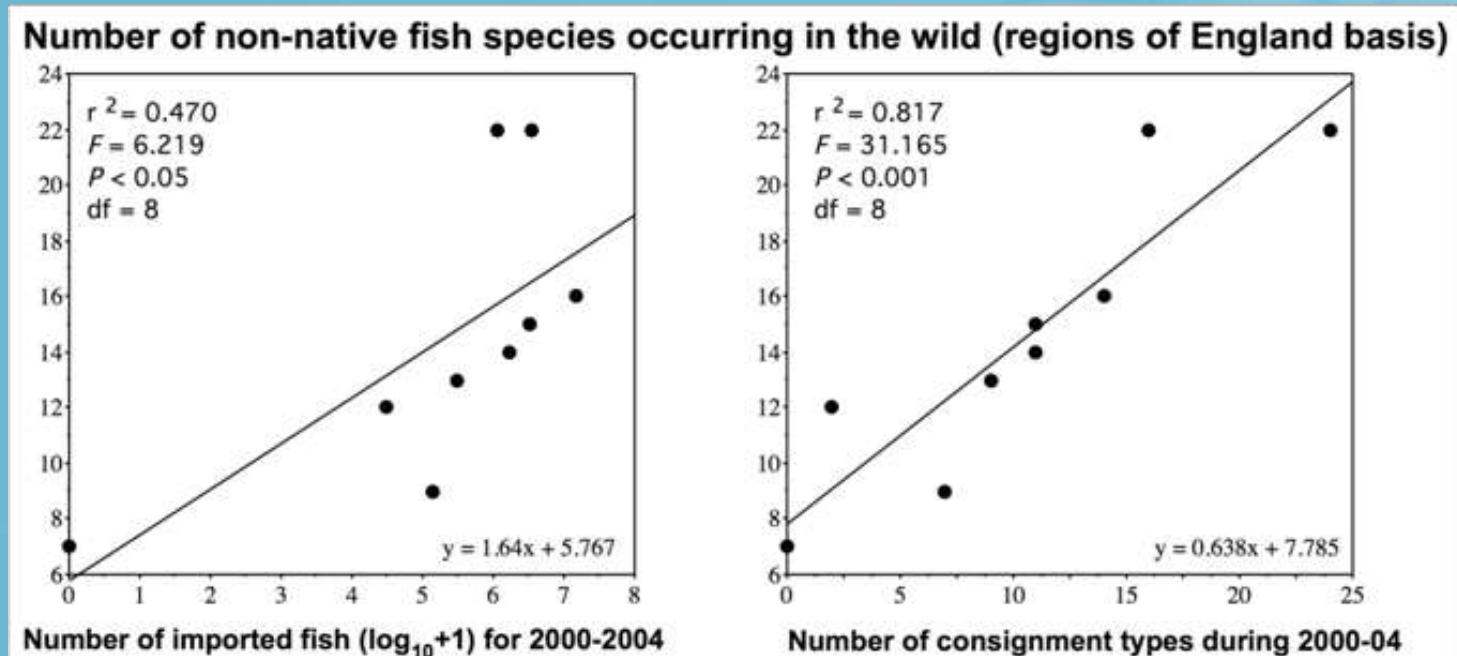 Number of non-native fish species occurring in the wild (regions of England basis)
24
22
20
18
16
14
12
10
8
6
r² = 0.470
F = 6.219
P < 0.05
df = 8
y = 1.64x + 5.767
0 1 2 3 4 5 6 7 8
Number of imported fish (log₁₀+1) for 2000-2004
24
22
20
18
16
14
12
10
8
6
r² = 0.817
F = 31.165
P < 0.001
df = 8
y = 0.638x + 7.785
0 5 10 15 20 25
Number of consignment types during 2000-04